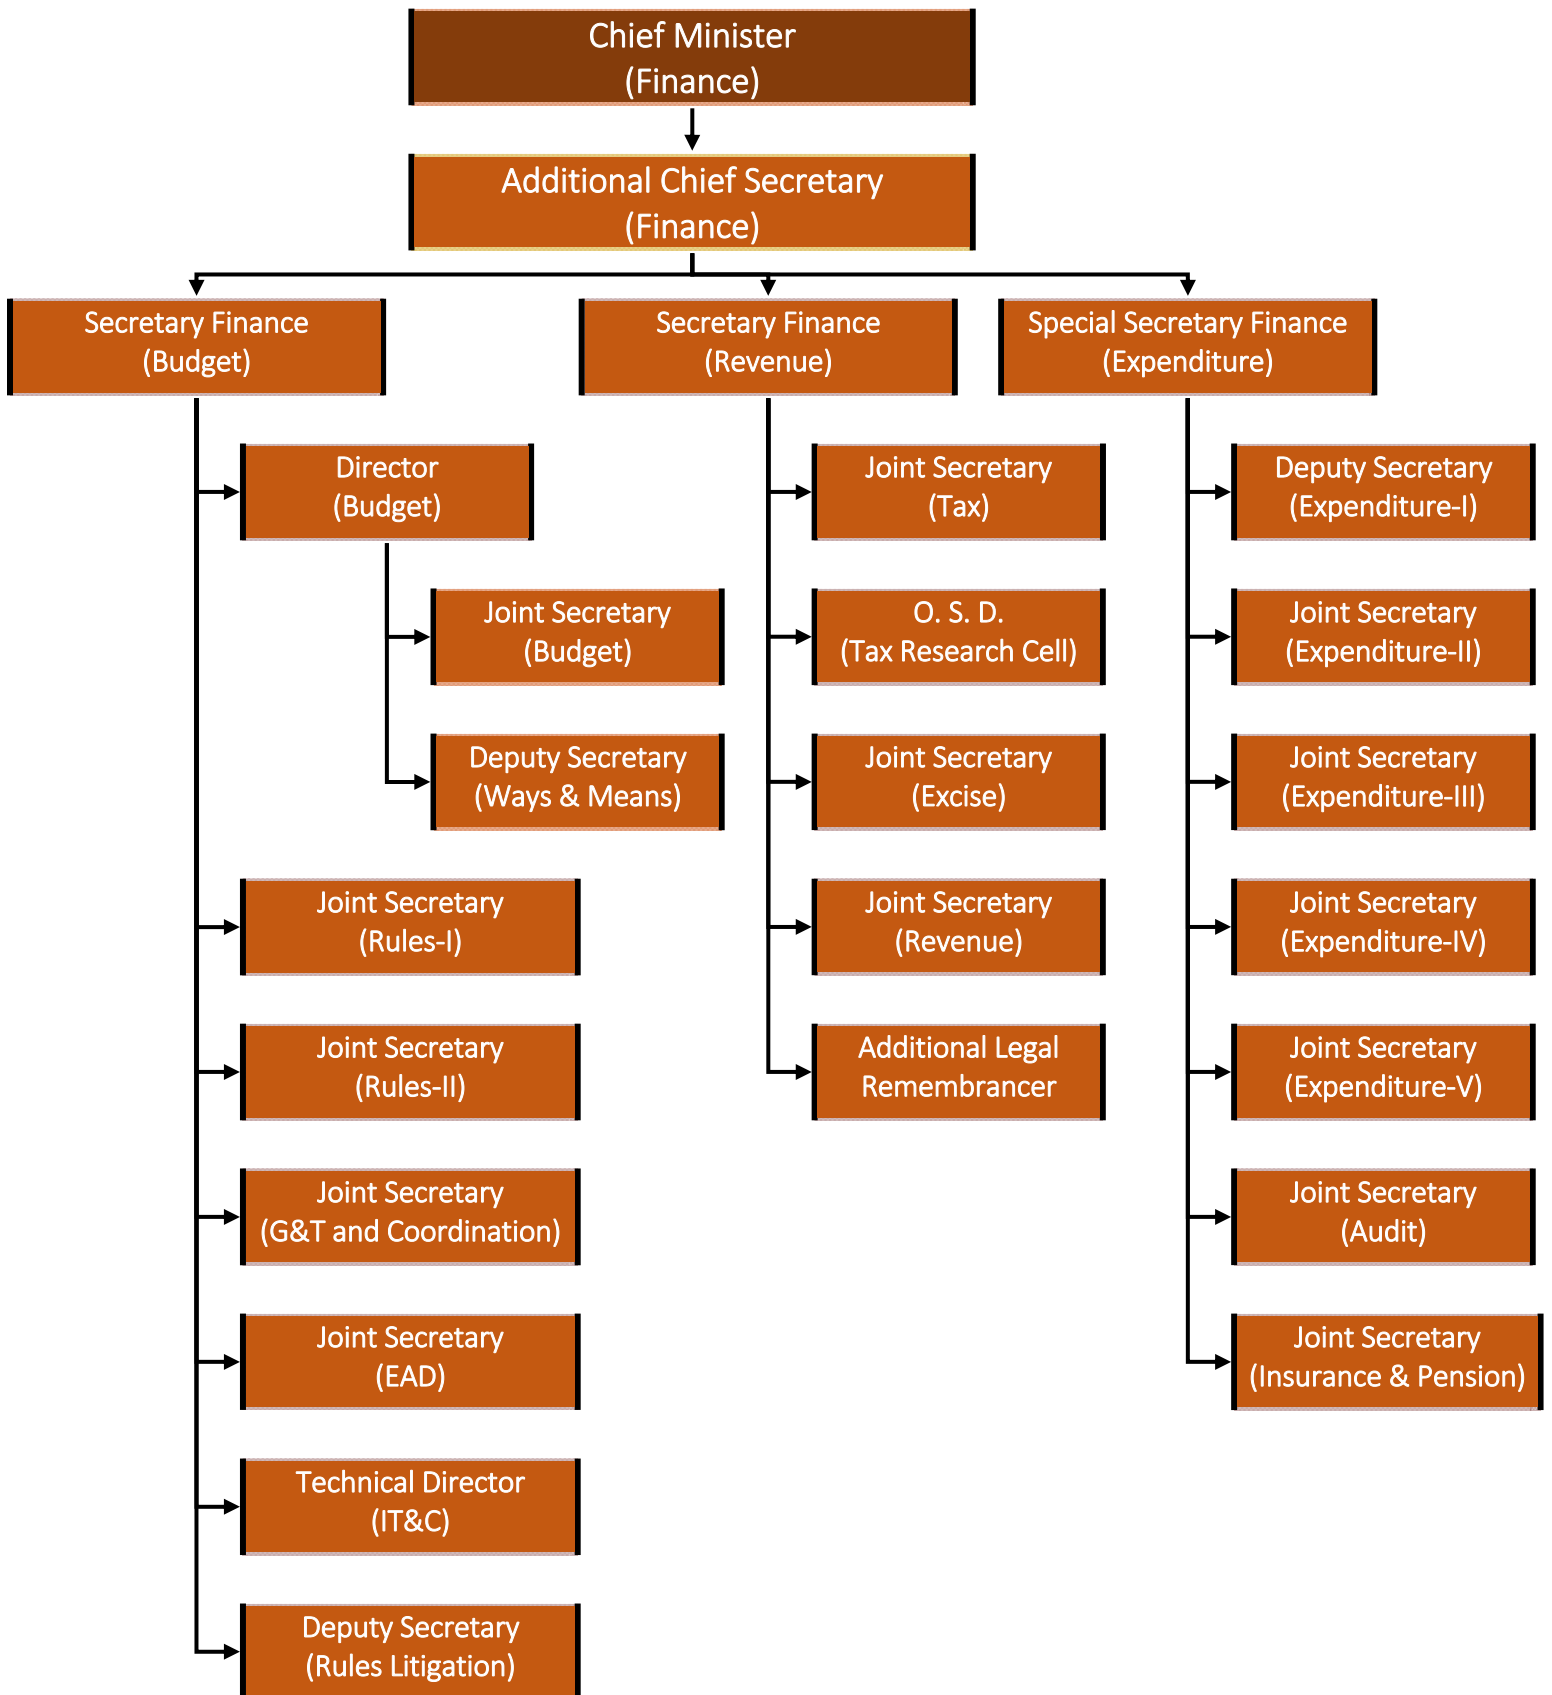 Chief Minister
(Finance)
Additional Chief Secretary
(Finance)
Secretary Finance
(Budget)
Secretary Finance
(Revenue)
Special Secretary Finance
(Expenditure)
Director
(Budget)
Joint Secretary
(Tax)
Deputy Secretary
(Expenditure-I)
Joint Secretary
(Budget)
O. S. D.
(Tax Research Cell)
Joint Secretary
(Expenditure-II)
Deputy Secretary
(Ways & Means)
Joint Secretary
(Excise)
Joint Secretary
(Expenditure-III)
Joint Secretary
(Rules-I)
Joint Secretary
(Revenue)
Joint Secretary
(Expenditure-IV)
Joint Secretary
(Rules-II)
Additional Legal
Remembrancer
Joint Secretary
(Expenditure-V)
Joint Secretary
(G&T and Coordination)
Joint Secretary
(Audit)
Joint Secretary
(EAD)
Joint Secretary
(Insurance & Pension)
Technical Director
(IT&C)
Deputy Secretary
(Rules Litigation)